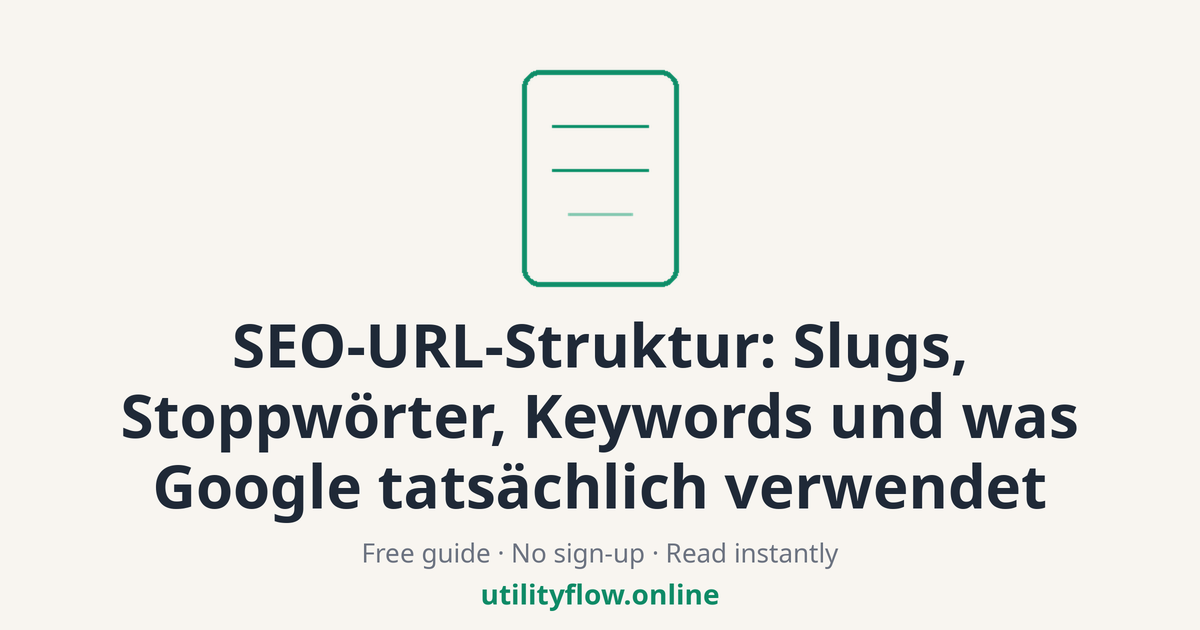 SEO-URL-Struktur: Slugs,
Stoppwörter, Keywords und was
Google tatsächlich verwendet
Free guide · No sign-up · Read instantly
utilityflow.online